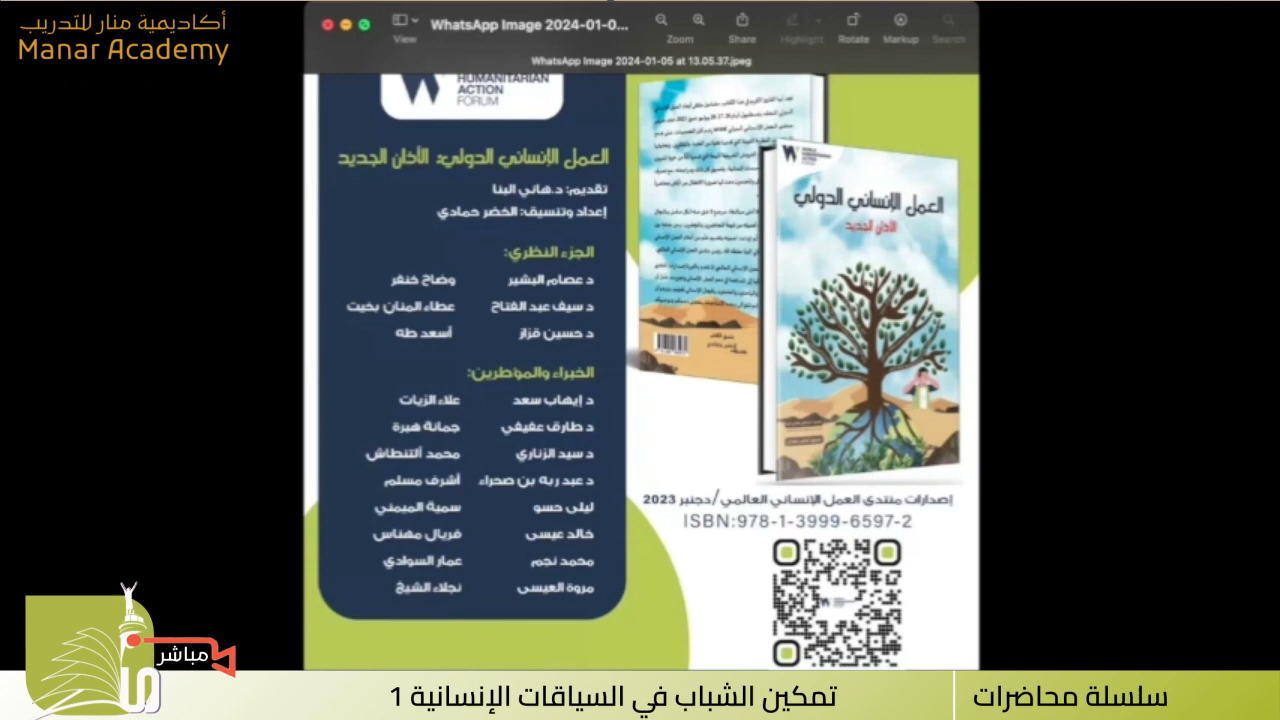 أكاديمية منار للتدريب
Manar Academy
WhatsApp Image 2024-01-0...
View
Zoom
Share
Highlight
Rotate
Markup
Search
WhatsApp Image 2024-01-05 at 13.05.37.jpeg
HUMANITARIAN
ACTION
FORUM
العمل الإنساني الدولي: الأذان الجديد
تقديم: د.هاني البنا
إعداد وتنسيق: الخضر حمادي
الجزء النظري:
د عصام البشير
وضاح خنفر
د سيف عبد الفتاح
عطاء المنان بخيت
د حسين قزاز
أسعد طه
الخبراء والمؤطرين:
د إيهاب سعد
علاء الزيات
د طارق عفيفي
جمانة هبرة
د سيد الزناري
محمد ألتنطاش
د عبد ربه بن صحراء
أشرف مسلم
ليلى حسو
سمية الميمني
خالد عيسى
فريال مهناس
محمد نجم
عمار السوادي
مروة العيسى
نجلاء الشيخ
العمل الإنساني الدولي
الأذان الجديد
إصدارات منتدى العمل الإنساني العالمي/دجنبر 2023
ISBN:978-1-3999-6597-2
مباشر
سلسلة محاضرات
تمكين الشباب في السياقات الإنسانية 1